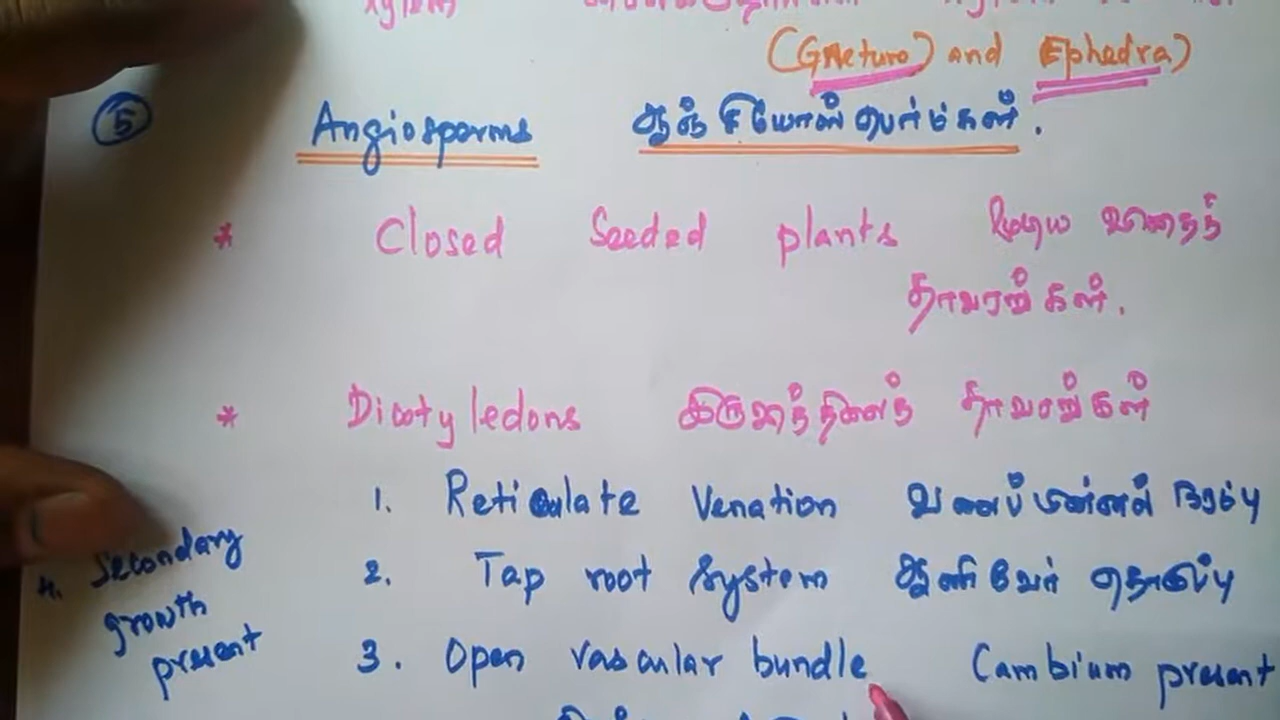 (Gnetum) and Ephedra)
5 Angiosperms ஆஞ்சியோஸ்பெர்ம்கள்.
* Closed Seeded plants மூடிய விதைத்
தாவரங்கள்.
* Dicotyledons இருவித்திலைத் தாவரங்கள்
1. Reticulate Venation வலைப்பின்னல் நரம்பு
2. Tap root System ஆணிவேர் தொகுப்பு
3. Open vascular bundle Cambium present
4. Secondary
growth
present